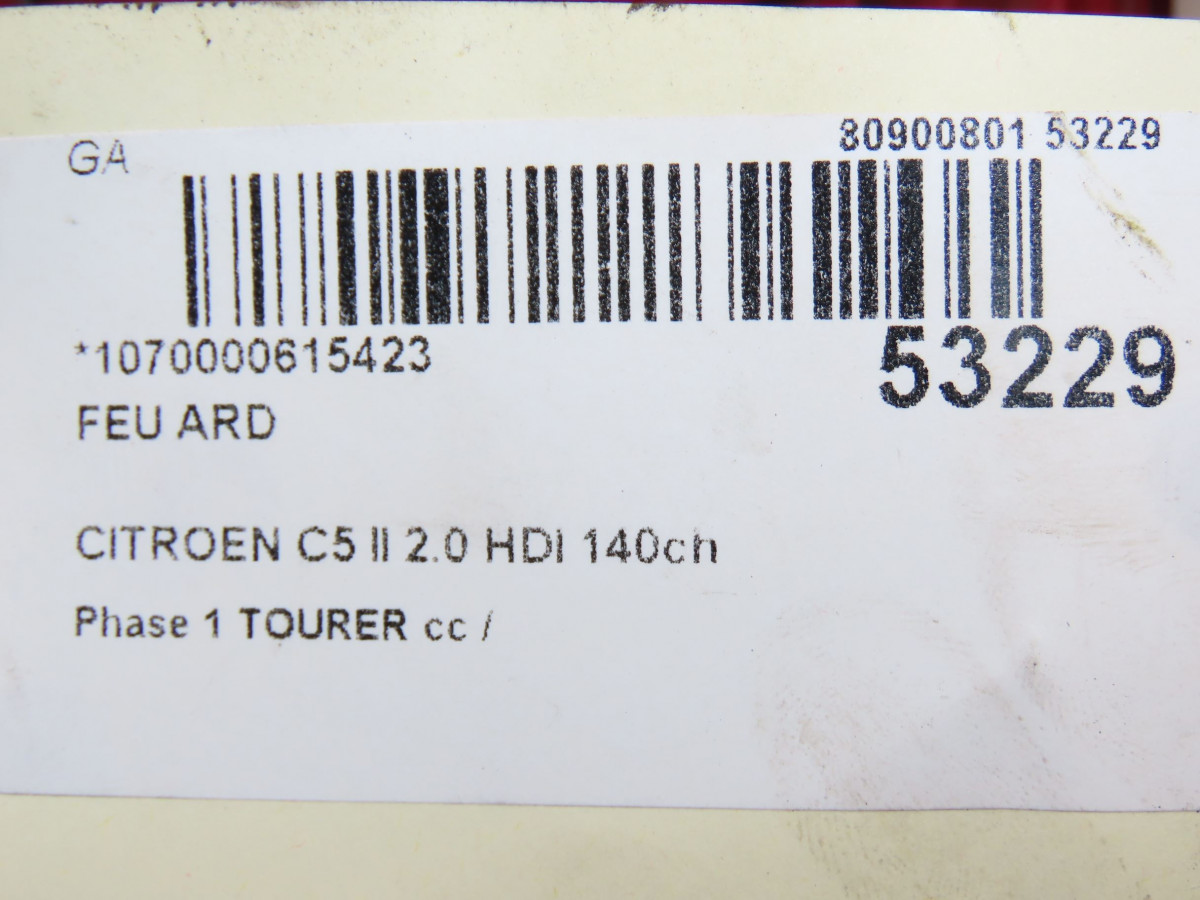 GA
80900801 53229
*1070000615423
53229
FEU ARD
CITROEN C5 II 2.0 HDI 140ch
Phase 1 TOURER cc /